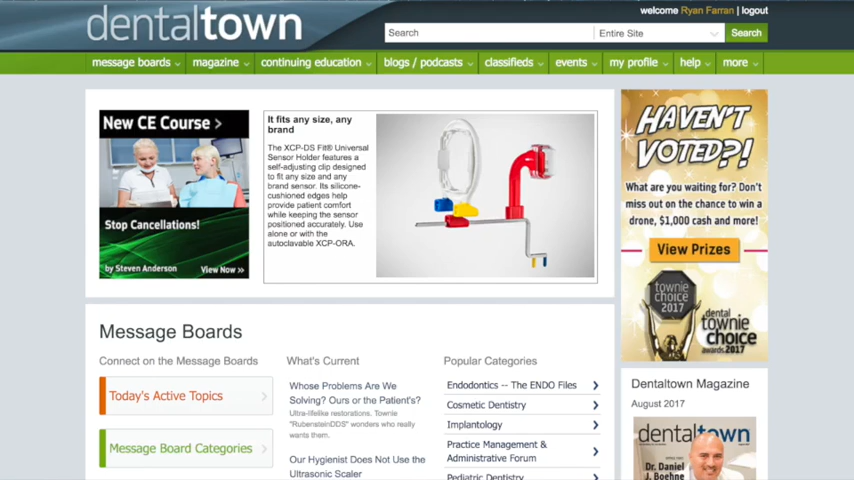 welcome Ryan Farran | logout
dentaltown
Search
Entire Site
Search
message boards
magazine
continuing education
blogs / podcasts
classifieds
events
my profile
help
more
New CE Course >
Stop Cancellations!
by Steven Anderson
View Now >>
It fits any size, any
brand
The XCP-DS Fit® Universal
Sensor Holder features a
self-adjusting clip designed
to fit any size and any
brand sensor. Its silicone-
cushioned edges help
provide patient comfort
while keeping the sensor
positioned accurately. Use
alone or with the
autoclavable XCP-ORA.
HAVEN'T
VOTED?!
What are you waiting for? Don't
miss out on the chance to win a
drone, $1,000 cash and more!
View Prizes
townie
choice
2017
dental
townie
choice
awards 2017
Message Boards
Connect on the Message Boards
Today's Active Topics
Message Board Categories
What's Current
Whose Problems Are We
Solving? Ours or the Patient's?
Ultra-lifelike restorations. Townie
"RubensteinDDS" wonders who really
wants them.
Our Hygienist Does Not Use the
Ultrasonic Scaler
Popular Categories
Endodontics -- The ENDO Files
Cosmetic Dentistry
Implantology
Practice Management &
Administrative Forum
Pediatric Dentistry
Dentaltown Magazine
August 2017
dentaltown
Dr. Daniel
J. Boehne